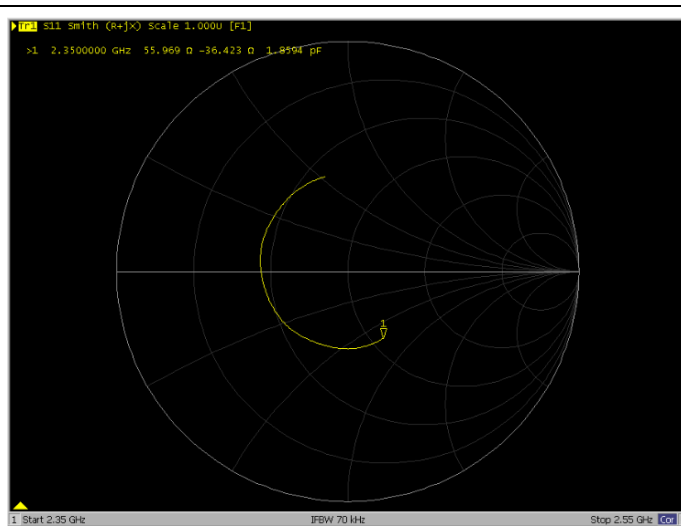 Tr1 S11 Smith (R+jX) Scale 1.000U [F1]
>1 2.3500000 GHz 55.969 Ω -36.423 Ω 1.8594 pF
1
1 Start 2.35 GHz IFBW 70 kHz Stop 2.55 GHz Cor